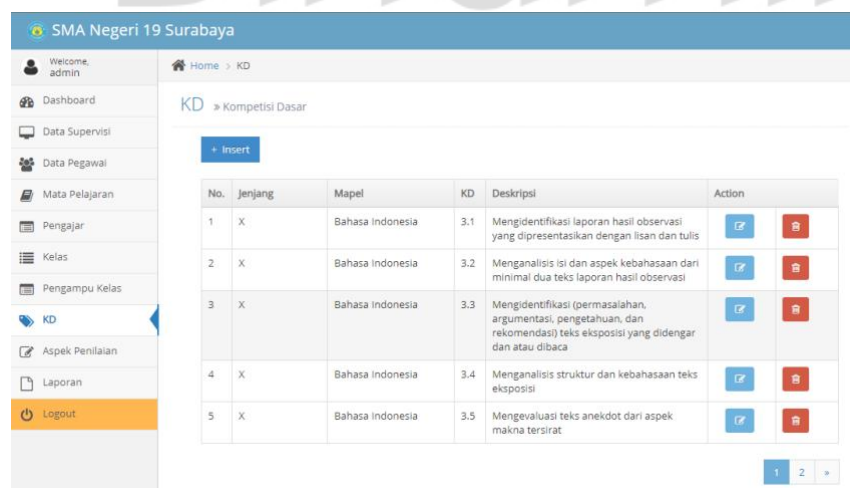 SMA Negeri 19 Surabaya
Welcome,
admin
Home > KD
Dashboard
Data Supervisi
Data Pegawai
Mata Pelajaran
Pengajar
Kelas
Pengampu Kelas
KD
Aspek Penilaian
Laporan
Logout
KD » Kompetisi Dasar
+ Insert
No. Jenjang Mapel KD Deskripsi Action
1 X Bahasa Indonesia 3.1 Mengidentifikasi laporan hasil observasi
yang dipresentasikan dengan lisan dan tulis
2 X Bahasa Indonesia 3.2 Menganalisis isi dan aspek kebahasaan dari
minimal dua teks laporan hasil observasi
3 X Bahasa Indonesia 3.3 Mengidentifikasi (permasalahan,
argumentasi, pengetahuan, dan
rekomendasi) teks eksposisi yang didengar
dan atau dibaca
4 X Bahasa Indonesia 3.4 Menganalisis struktur dan kebahasaan teks
eksposisi
5 X Bahasa Indonesia 3.5 Mengevaluasi teks anekdot dari aspek
makna tersirat
1 2 »